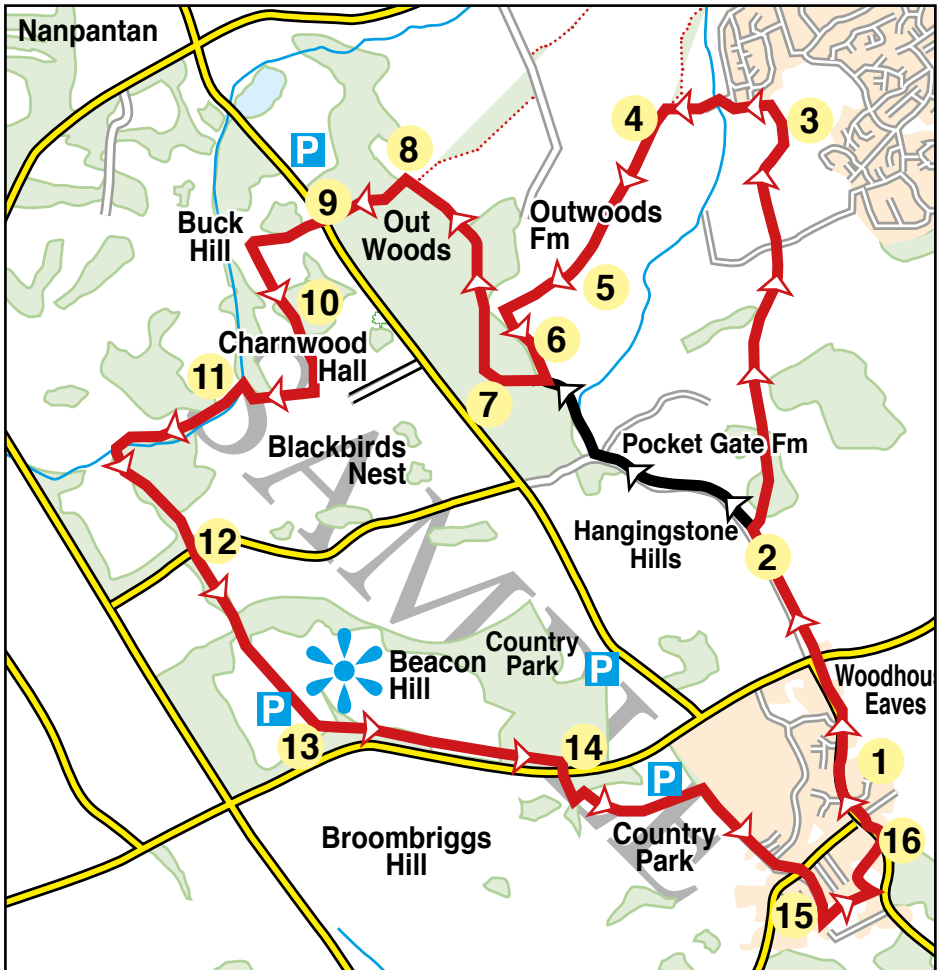 Nanpantan
P
8
4
3
9
Buck
Hill
Out
Woods
Outwoods
Fm
5
10
6
Charnwood
Hall
11
7
Blackbirds
Nest
Pocket Gate Fm
Hangingstone
Hills
2
12
SAMPLE
Country
Park
P
Beacon
Hill
Woodhou
Eaves
P
13
14
1
P
Broombriggs
Hill
Country
Park
16
15